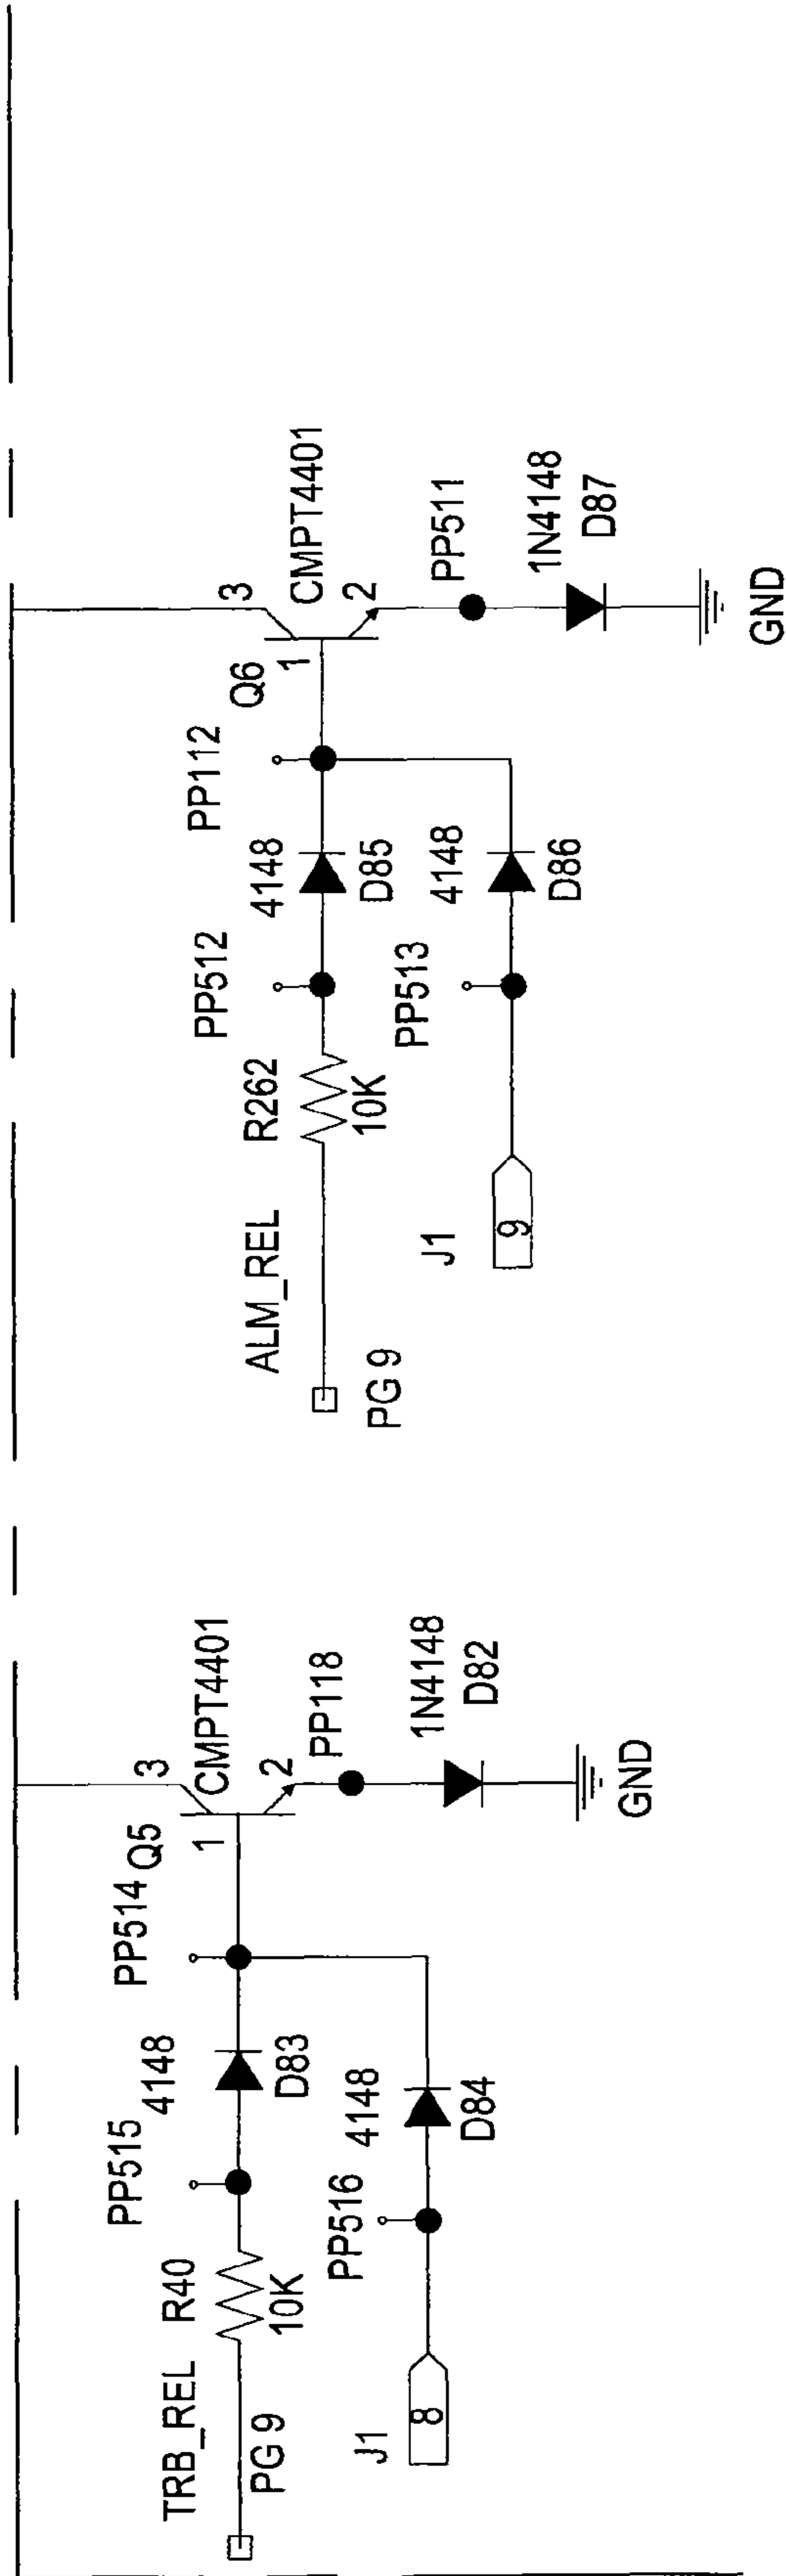 TRB_REL
PG 9
R40
10K
PP515
4148
D83
PP514
Q5
1
3
CMPT4401
2
PP118
1N4148
D82
GND
J1
8
PP516
4148
D84
ALM_REL
PG 9
R262
10K
PP512
4148
D85
PP112
Q6
1
3
CMPT4401
2
PP511
1N4148
D87
GND
J1
9
PP513
4148
D86